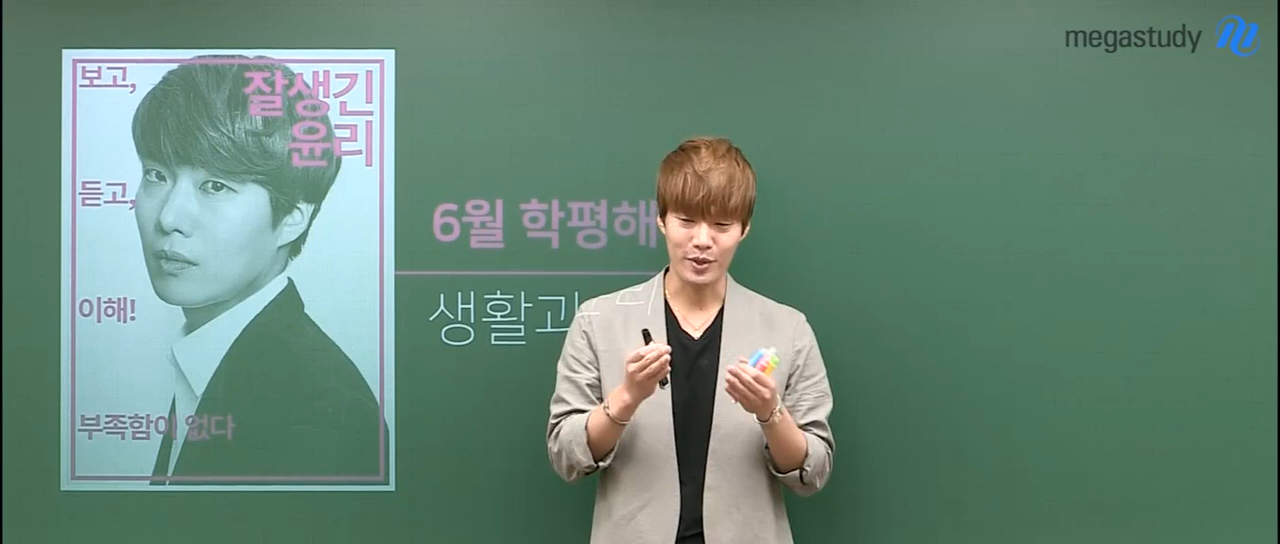 megastudy
보고,
잘생긴
윤리
듣고,
이해!
부족함이 없다
6월 학평해
생활과